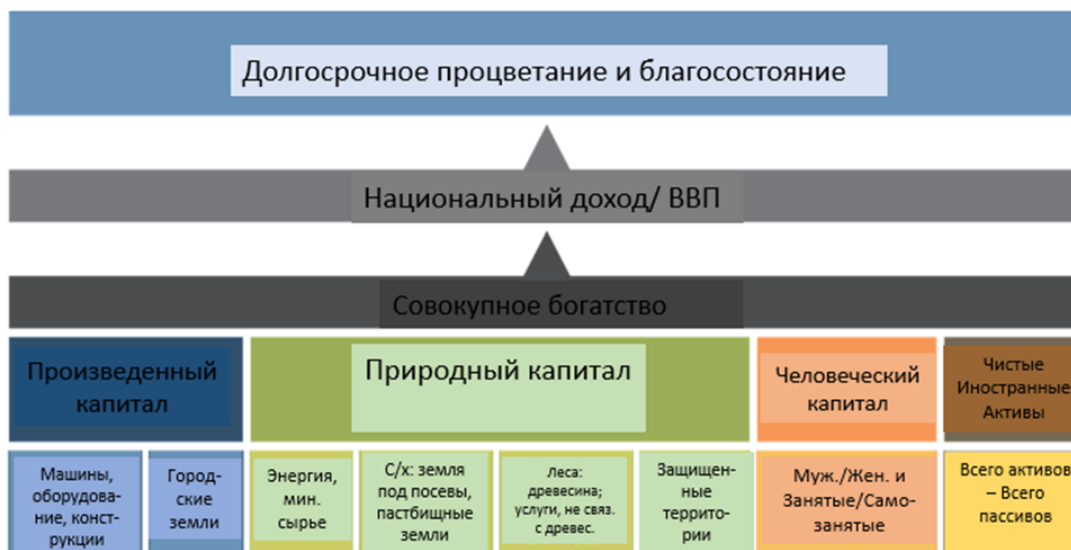 Долгосрочное процветание и благосостояние
Национальный доход/ ВВП
Совокупное богатство
Произведенный
капитал
Природный капитал
Человеческий
капитал
Чистые
Иностранные
Активы
Машины,
оборудова-
ние, конст-
рукции
Город-
ские
земли
Энергия,
мин.
сырье
С/х: земля
под посевы,
пастбищные
земли
Леса:
древесина;
услуги, не связ.
с древес.
Защищен-
ные
террито-
рии
Муж./Жен. и
Занятые/Само-
занятые
Всего активов
– Всего
пассивов